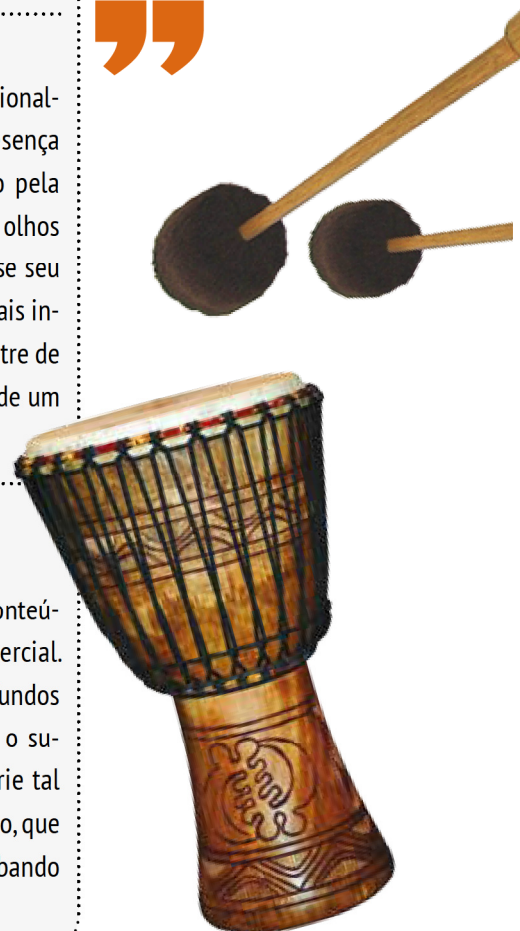 ”
ional-
sença
o pela
olhos
se seu
ais in-
tre de
de um
onteú-
ercial.
undos
o su-
rie tal
o, que
bando